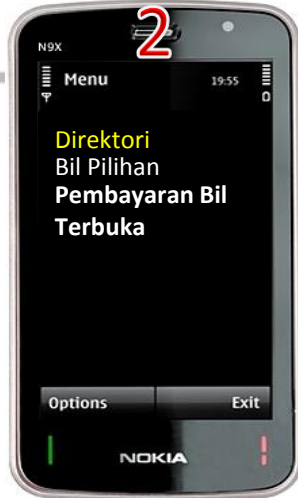 2
N9X
Menu 19:55
Direktori
Bil Pilihan
Pembayaran Bil
Terbuka
Options Exit
NOKIA